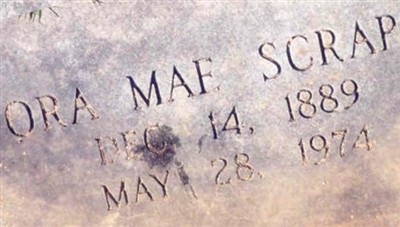 ORA MAE SCRAP
DEC 14, 1889
MAY 28, 1974